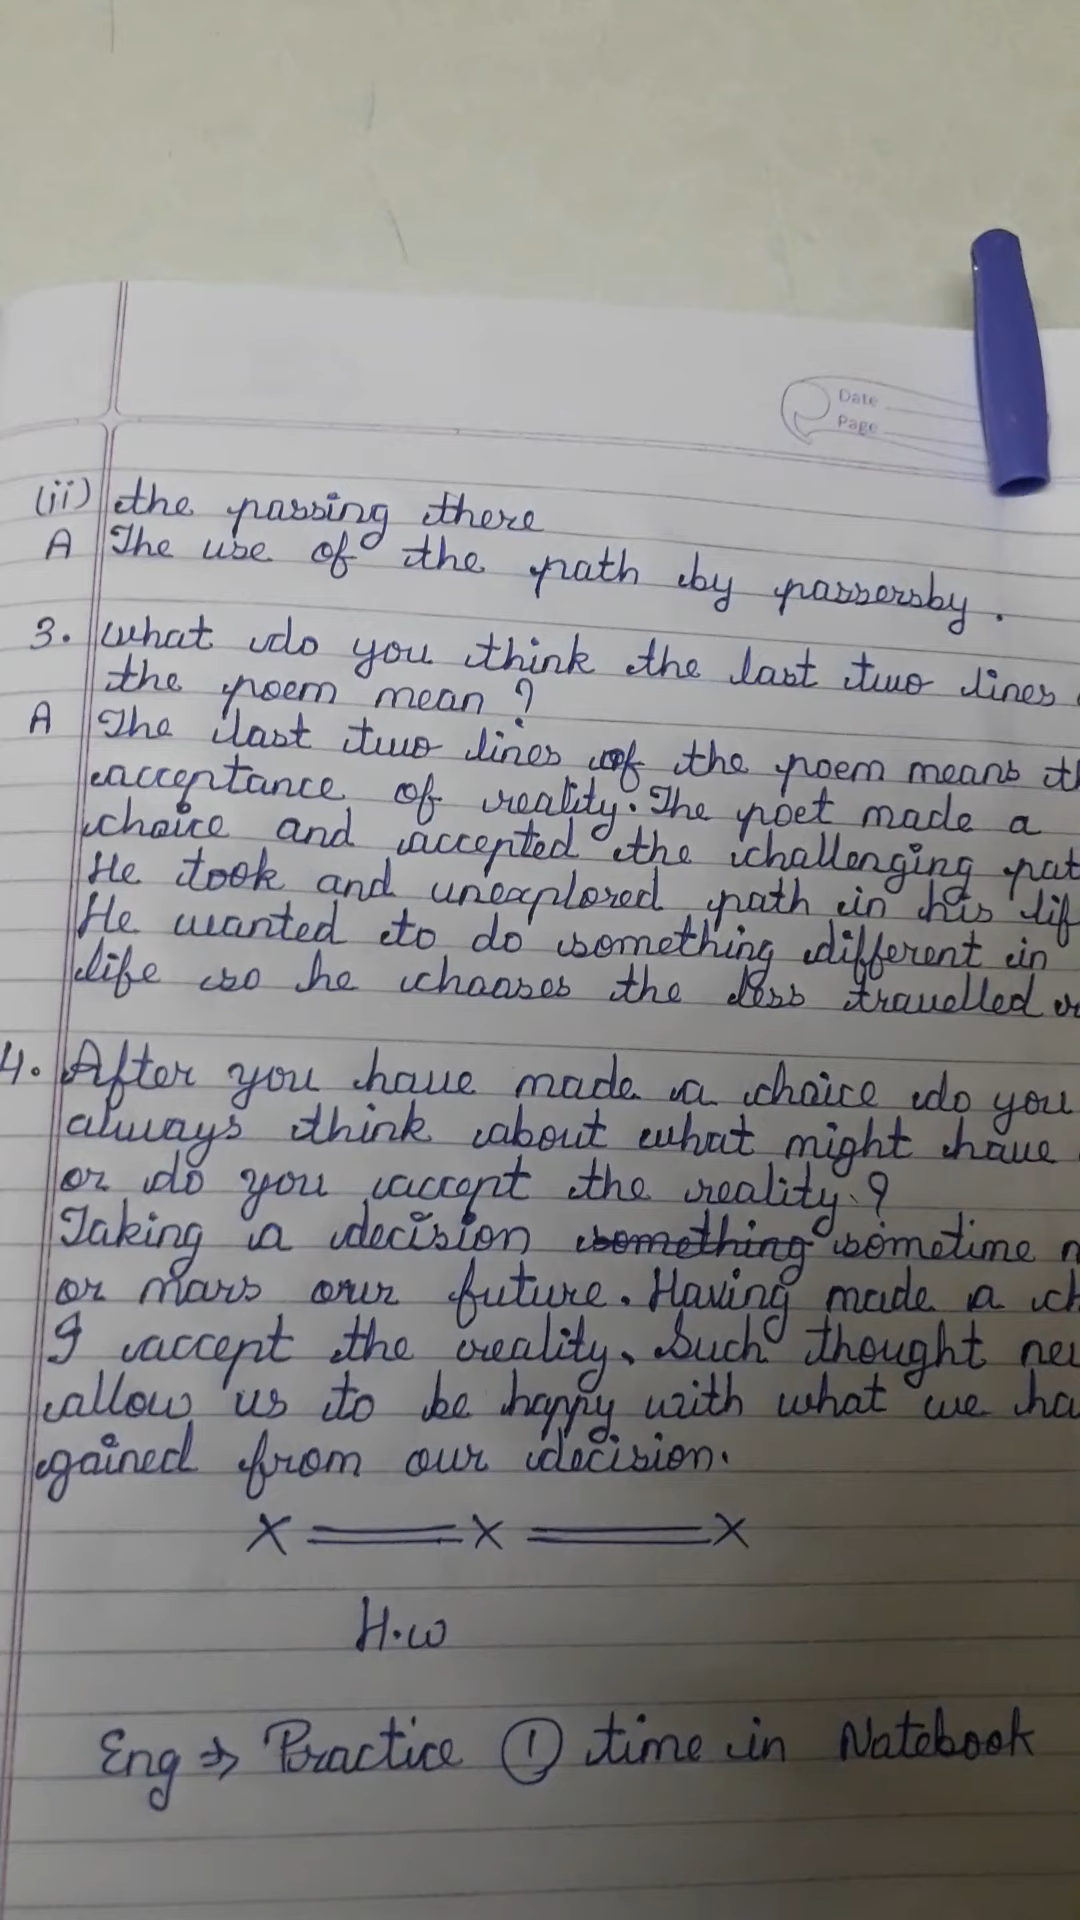 Date
Page
(ii) the passing there
A The use of the path by passersby.
3. What do you think the last two lines
the poem mean ?
A The last two lines of the poem means
acceptance of reality. The poet made a
choice and accepted the challenging
He took and unexplored path in his
He wanted to do something different in
life so he chooses the less travelled
4. After you have made a choice do you
always think about what might have
or do you accept the reality ?
Taking a decision something sometime
or mars our future. Having made a
I accept the reality. Such thought
allow us to be happy with what we
gained from our decision.
X == X == X
H.w
Eng ⇒ Practice ① time in Notebook